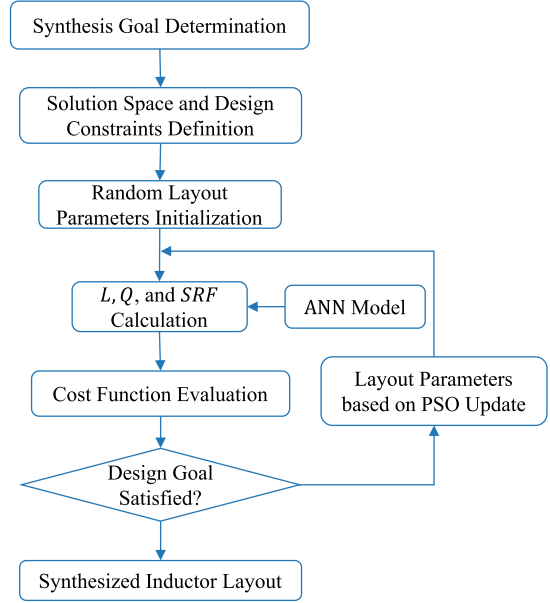 Synthesis Goal Determination
Solution Space and Design
Constraints Definition
Random Layout
Parameters Initialization
L, Q, and SRF
Calculation
ANN Model
Cost Function Evaluation
Layout Parameters
based on PSO Update
Design Goal
Satisfied?
Synthesized Inductor Layout